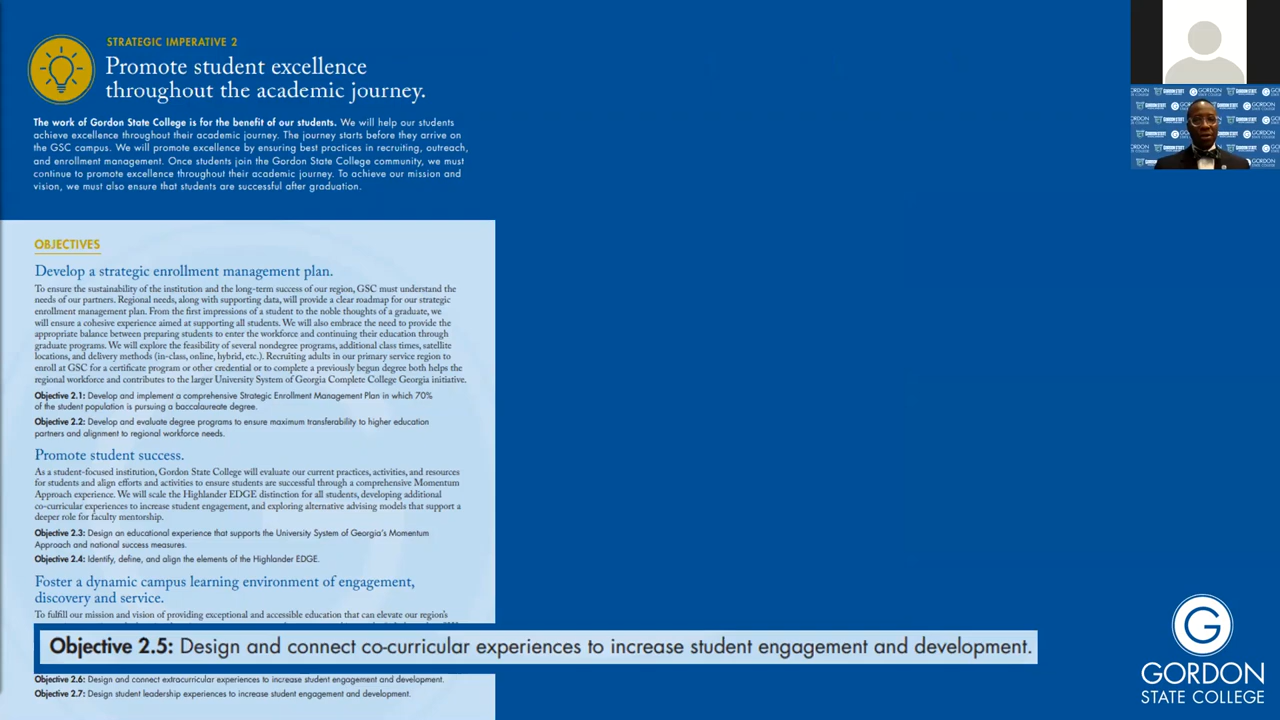 STRATEGIC IMPERATIVE 2
Promote student excellence
throughout the academic journey.
The work of Gordon State College is for the benefit of our students. We will help our students
achieve excellence throughout their academic journey. The journey starts before they arrive on
the GSC campus. We will promote excellence by ensuring best practices in recruiting, outreach,
and enrollment management. Once students join the Gordon State College community, we must
continue to promote excellence throughout their academic journey. To achieve our mission and
vision, we must also ensure that students are successful after graduation.
OBJECTIVES
Develop a strategic enrollment management plan.
To ensure the sustainability of the institution and the long-term success of our region, GSC must understand the
needs of our partners. Regional needs, along with supporting data, will provide a clear roadmap for our strategic
enrollment management plan. From the first impressions of a student to the noble thoughts of a graduate, we
will ensure a cohesive experience aimed at supporting all students. We will also embrace the need to provide the
appropriate balance between preparing students to enter the workforce and continuing their education through
graduate programs. We will explore the feasibility of several nondegree programs, additional class times, satellite
locations, and delivery methods (in-class, online, hybrid, etc.). Recruiting adults in our primary service region to
enroll at GSC for a certificate program or other credential or to complete a previously begun degree both helps the
regional workforce and contributes to the larger University System of Georgia Complete College Georgia initiative.
Objective 2.1: Develop and implement a comprehensive Strategic Enrollment Management Plan in which 70%
of the student population is pursuing a baccalaureate degree.
Objective 2.2: Develop and evaluate degree programs to ensure maximum transferability to higher education
partners and alignment to regional workforce needs.
Promote student success.
As a student-focused institution, Gordon State College will evaluate our current practices, activities, and resources
for students and align efforts and activities to ensure students are successful through a comprehensive Momentum
Approach experience. We will scale the Highlander EDGE distinction for all students, developing additional
co-curricular experiences to increase student engagement, and exploring alternative advising models that support a
deeper role for faculty mentorship.
Objective 2.3: Design an educational experience that supports the University System of Georgia's Momentum
Approach and national success measures.
Objective 2.4: Identify, define, and align the elements of the Highlander EDGE.
Foster a dynamic campus learning environment of engagement,
discovery and service.
To fulfill our mission and vision of providing exceptional and accessible education that can elevate our region's
Objective 2.5: Design and connect co-curricular experiences to increase student engagement and development.
Objective 2.6: Design and connect extracurricular experiences to increase student engagement and development.
Objective 2.7: Design student leadership experiences to increase student engagement and development.
G
GORDON
STATE COLLEGE